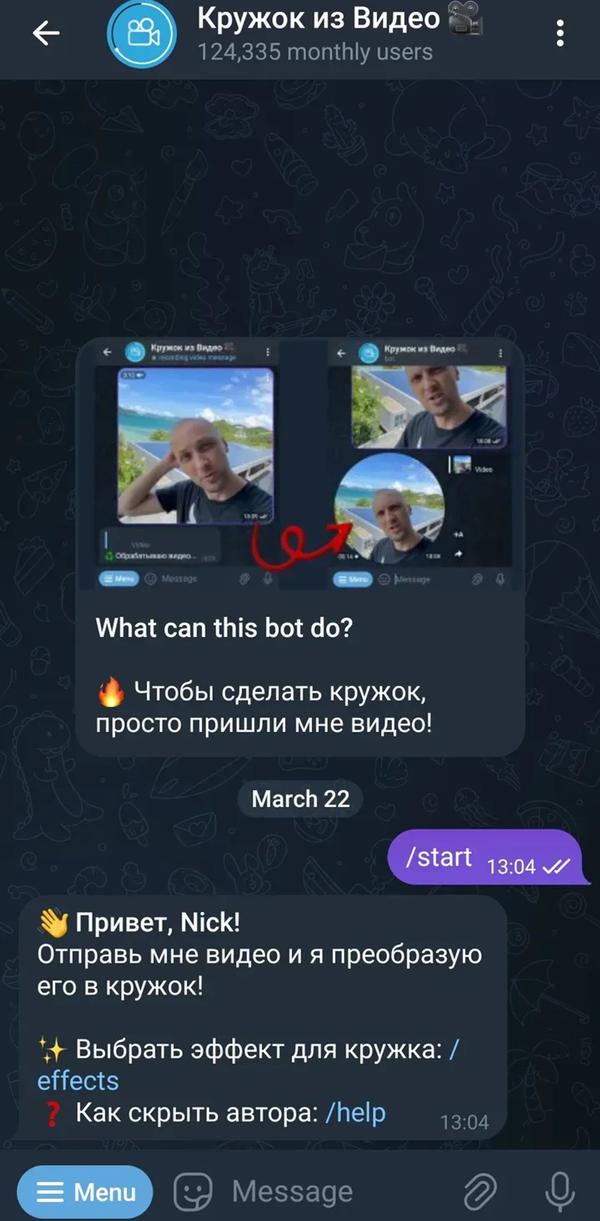 Кружок из Видео 🎥
124,335 monthly users
Кружок из Видео
recording video message
Video
♻ Обрабатываю видео...
Menu
Message
Кружок из Видео
bot
Video
Menu
Message
What can this bot do?
🔥 Чтобы сделать кружок,
просто пришли мне видео!
March 22
/start 13:04
👋 Привет, Nick!
Отправь мне видео и я преобразую
его в кружок!
✨ Выбрать эффект для кружка: /
effects
❓ Как скрыть автора: /help 13:04
Menu
Message